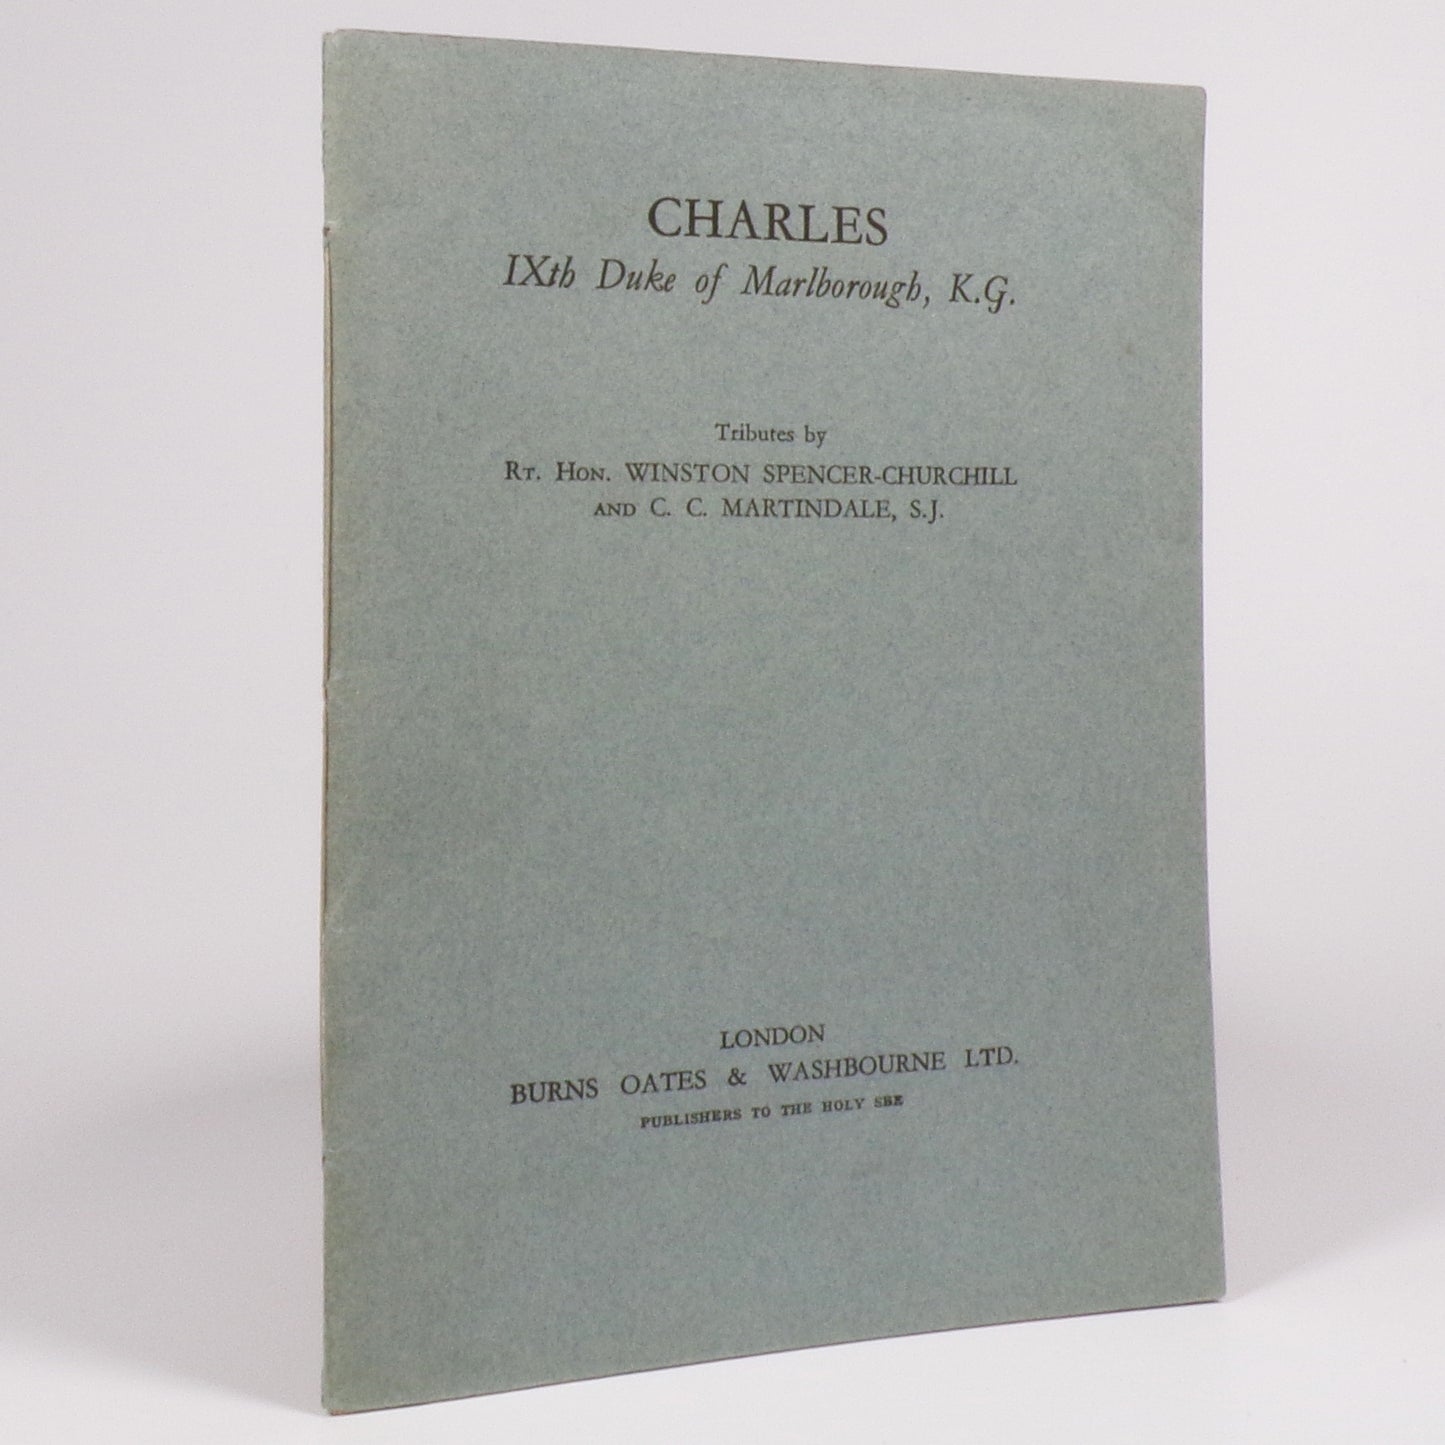 CHARLES
IXth Duke of Marlborough, K.G.
Tributes by
RT. HON. WINSTON SPENCER-CHURCHILL
AND C. C. MARTINDALE, S.J.
LONDON
BURNS OATES & WASHBOURNE LTD.
PUBLISHERS TO THE HOLY SEE